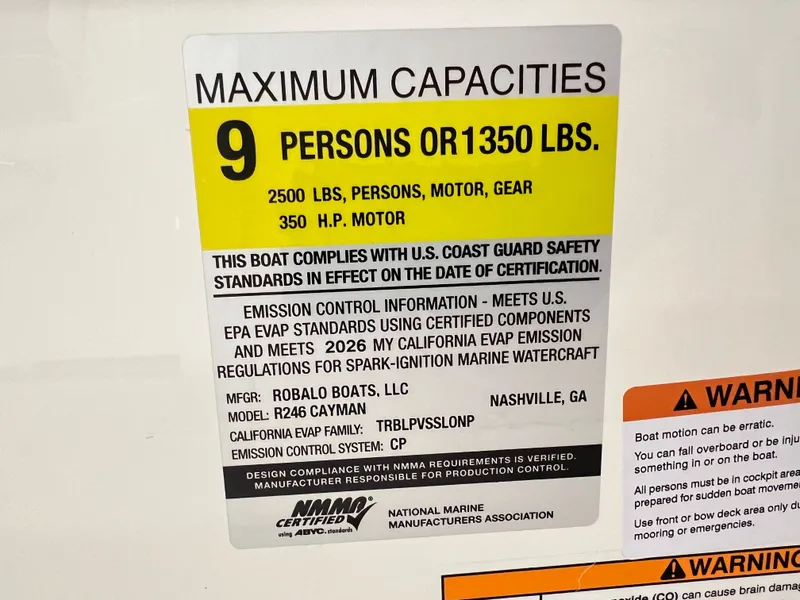 MAXIMUM CAPACITIES
9 PERSONS OR 1350 LBS.
2500 LBS, PERSONS, MOTOR, GEAR
350 H.P. MOTOR
THIS BOAT COMPLIES WITH U.S. COAST GUARD SAFETY
STANDARDS IN EFFECT ON THE DATE OF CERTIFICATION.
EMISSION CONTROL INFORMATION - MEETS U.S.
EPA EVAP STANDARDS USING CERTIFIED COMPONENTS
AND MEETS 2026 MY CALIFORNIA EVAP EMISSION
REGULATIONS FOR SPARK-IGNITION MARINE WATERCRAFT
MFGR: ROBALO BOATS, LLC
NASHVILLE, GA
MODEL: R246 CAYMAN
CALIFORNIA EVAP FAMILY: TRBLPVSSLONP
EMISSION CONTROL SYSTEM: CP
DESIGN COMPLIANCE WITH NMMA REQUIREMENTS IS VERIFIED.
MANUFACTURER RESPONSIBLE FOR PRODUCTION CONTROL.
NMMA®
CERTIFIED
using ABYC. standards
NATIONAL MARINE
MANUFACTURERS ASSOCIATION
WARNI
Boat motion can be erratic.
You can fall overboard or be inju
something in or on the boat.
All persons must be in cockpit area
prepared for sudden boat moveme
Use front or bow deck area only du
mooring or emergencies.
WARNING
oxide (CO) can cause brain damag